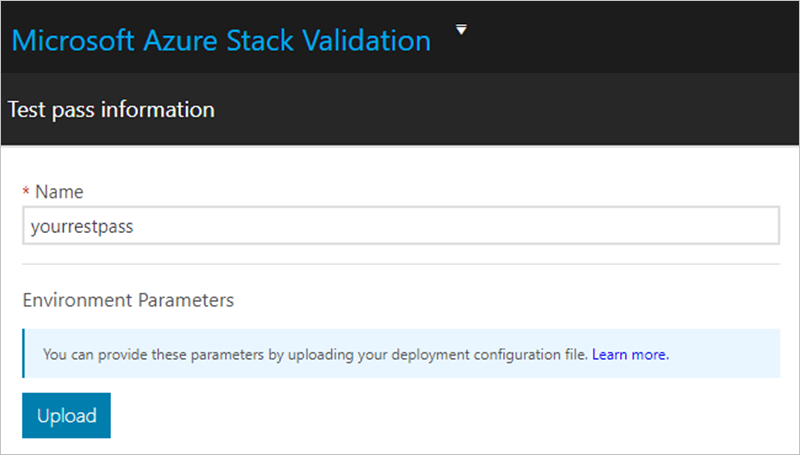 Microsoft Azure Stack Validation
Test pass information
* Name
yourrestpass
Environment Parameters
You can provide these parameters by uploading your deployment configuration file. Learn more.
Upload